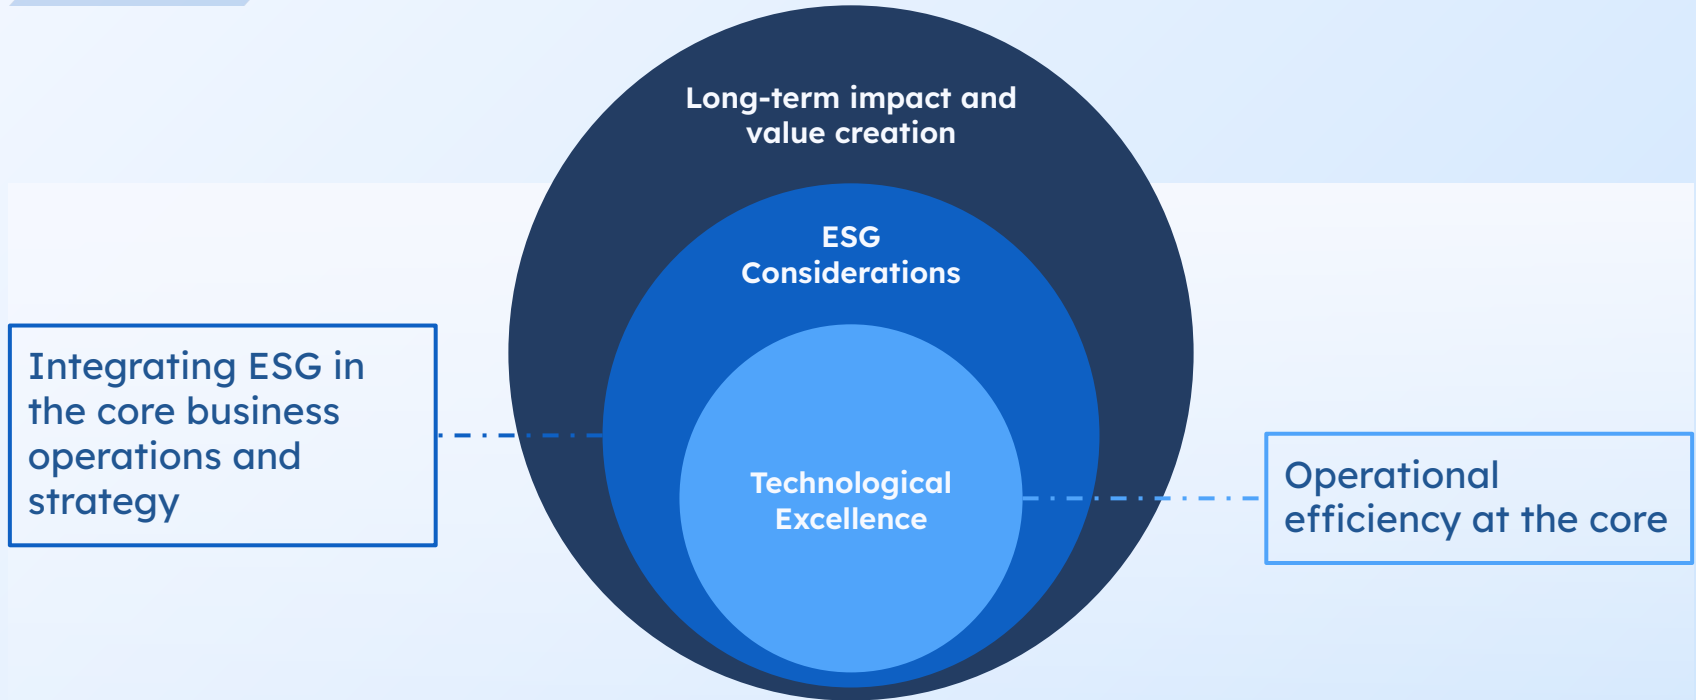 Long-term impact and
value creation
ESG
Considerations
Integrating ESG in
the core business
operations and
strategy
Technological
Excellence
Operational
efficiency at the core